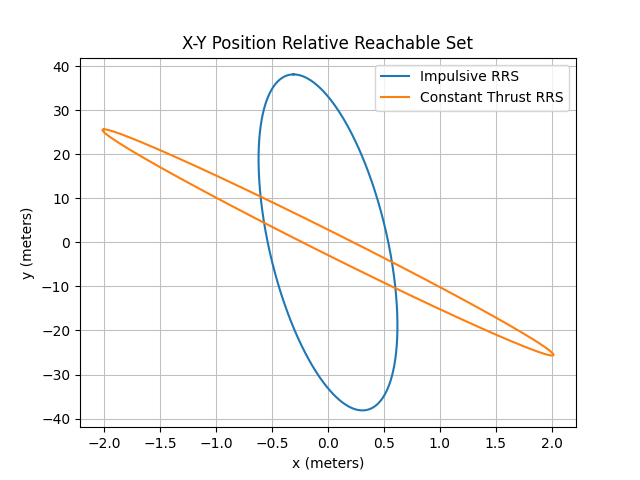 X-Y Position Relative Reachable Set
Impulsive RRS
Constant Thrust RRS
y (meters)
40
30
20
10
0
−10
−20
−30
−40
−2.0 −1.5 −1.0 −0.5 0.0 0.5 1.0 1.5 2.0
x (meters)